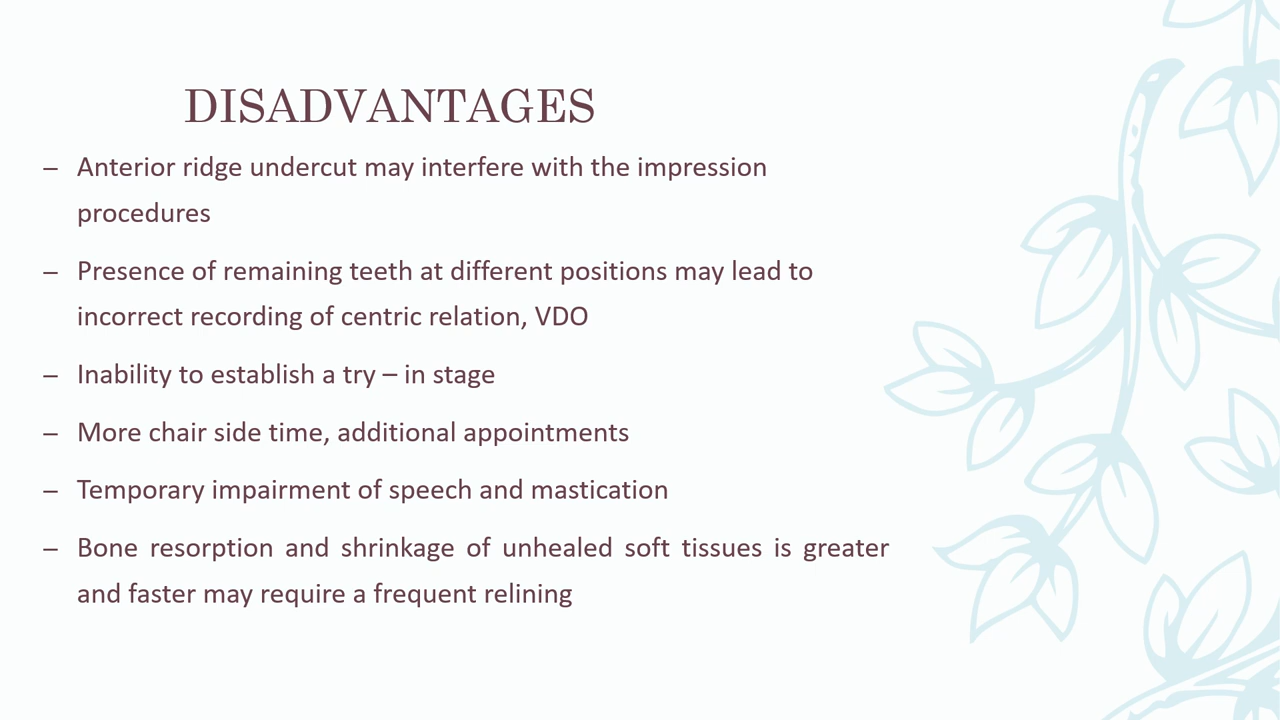 DISADVANTAGES
– Anterior ridge undercut may interfere with the impression
procedures
– Presence of remaining teeth at different positions may lead to
incorrect recording of centric relation, VDO
– Inability to establish a try – in stage
– More chair side time, additional appointments
– Temporary impairment of speech and mastication
– Bone resorption and shrinkage of unhealed soft tissues is greater
and faster may require a frequent relining